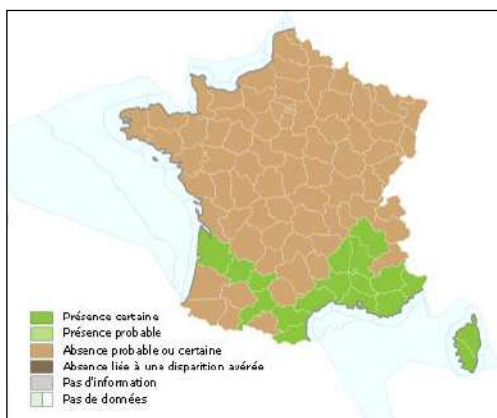 Présence certaine
Présence probable
Absence probable ou certaine
Absence liée à une disparition avérée
Pas d'information
Pas de données